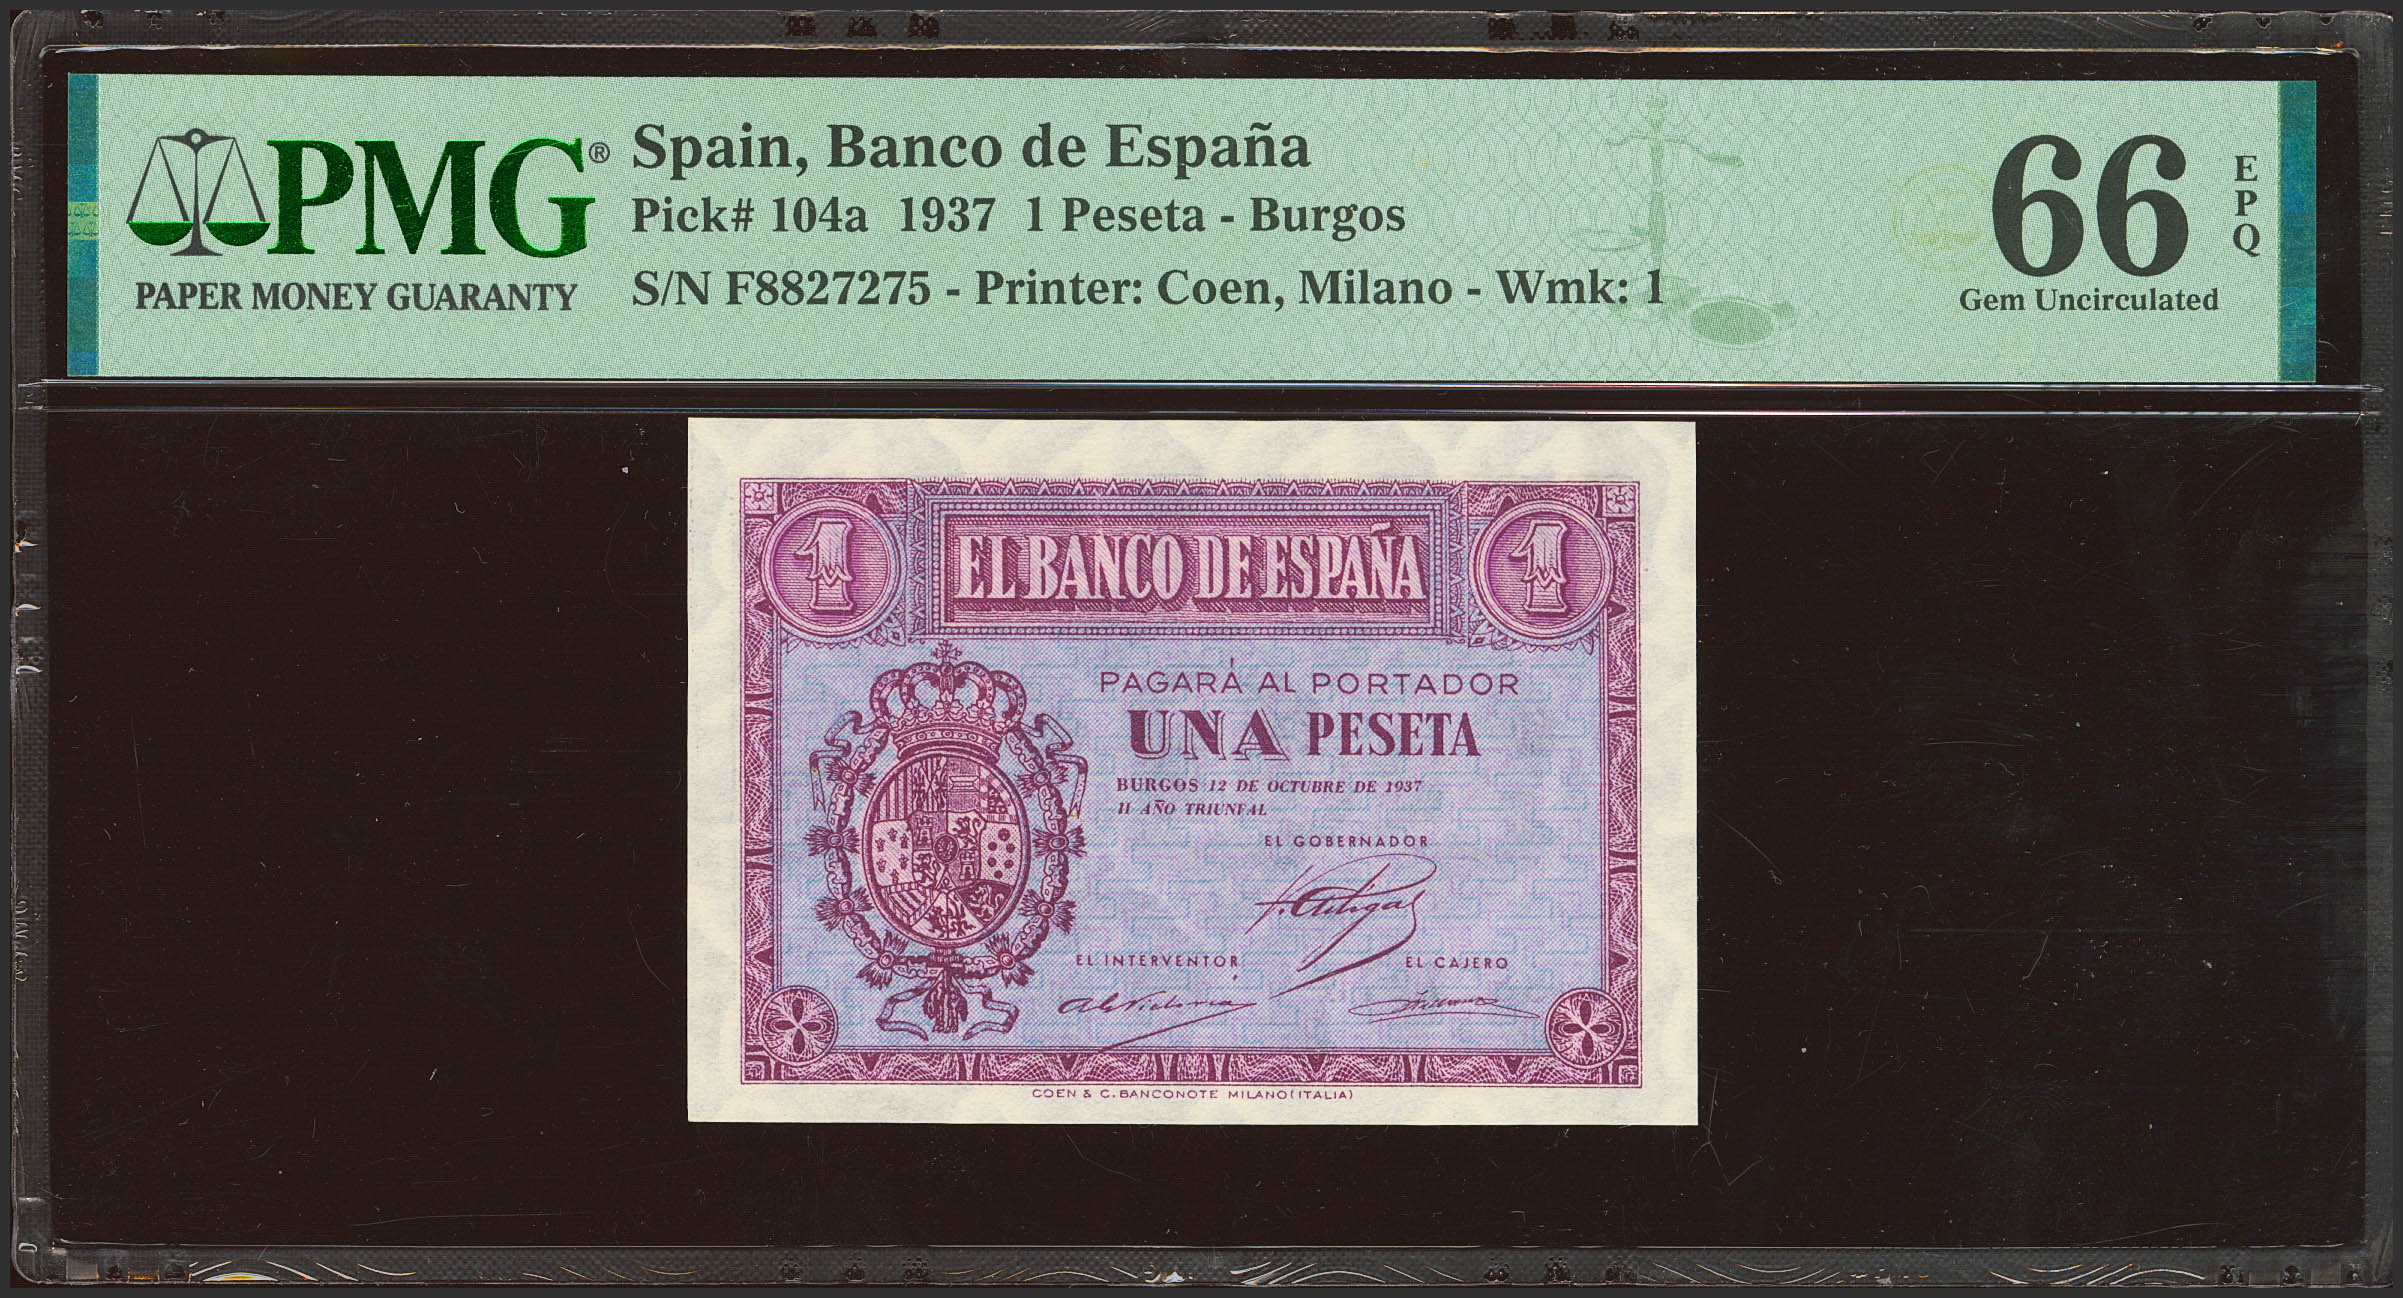 PMG®
PAPER MONEY GUARANTY
Spain, Banco de España
Pick# 104a 1937 1 Peseta - Burgos
S/N F8827275 - Printer: Coen, Milano - Wmk: 1
66
EPQ
Gem Uncirculated
1 EL BANCO DE ESPAÑA 1
PAGARÁ AL PORTADOR
UNA PESETA
BURGOS 12 DE OCTUBRE DE 1937
II AÑO TRIUNFAL
EL GOBERNADOR
EL INTERVENTOR
EL CAJERO
COEN & C. BANCONOTE MILANO (ITALIA)